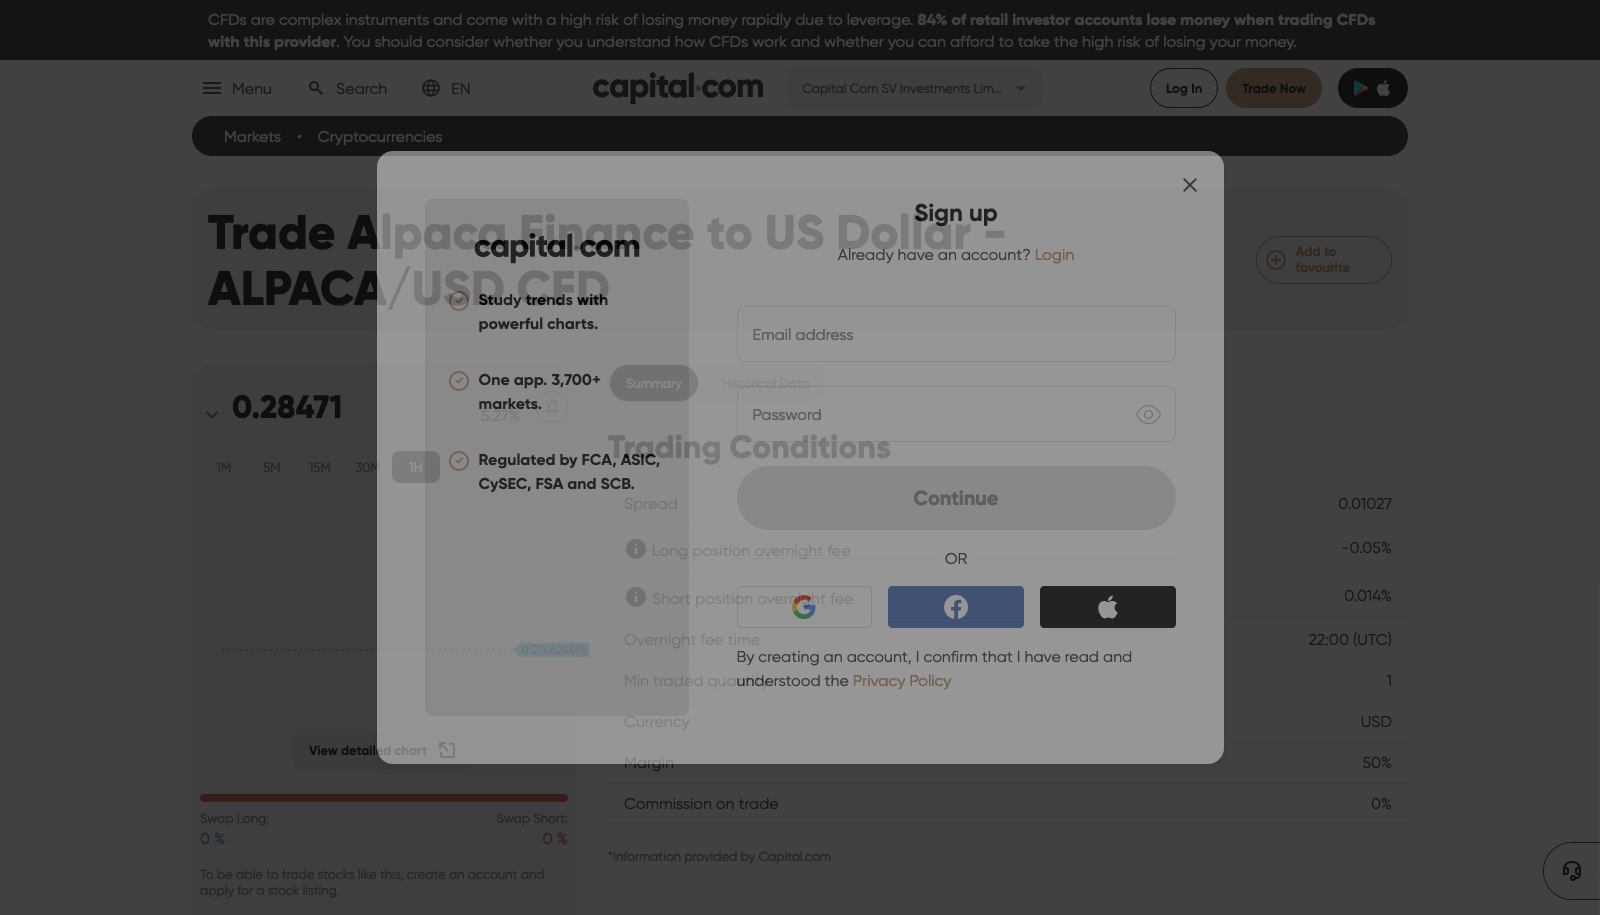 CFDs are complex instruments and come with a high risk of losing money rapidly due to leverage. 84% of retail investor accounts lose money when trading CFDs
with this provider. You should consider whether you understand how CFDs work and whether you can afford to take the high risk of losing your money.
Menu
Search
EN
capital.com
Capital Com SV Investments Lim...
Log In
Trade Now
Markets • Cryptocurrencies
Trade Alpaca Finance to US Dollar -
ALPACA/USD CFD
Add to
favourite
0.28471
5.27%
1M 5M 15M 30M 1H
0.274624676
View detailed chart
Swap Long:
Swap Short:
0 %
0 %
To be able to trade stocks like this, create an account and
apply for a stock listing.
Summary
Historical Data
Trading Conditions
Spread 0.01027
Long position overnight fee -0.05%
Short position overnight fee 0.014%
Overnight fee time 22:00 (UTC)
Min traded quantity 1
Currency USD
Margin 50%
Commission on trade 0%
*Information provided by Capital.com
capital.com
Study trends with
powerful charts.
One app. 3,700+
markets.
Regulated by FCA, ASIC,
CySEC, FSA and SCB.
Sign up
Already have an account? Login
Email address
Password
Continue
OR
By creating an account, I confirm that I have read and
understood the Privacy Policy